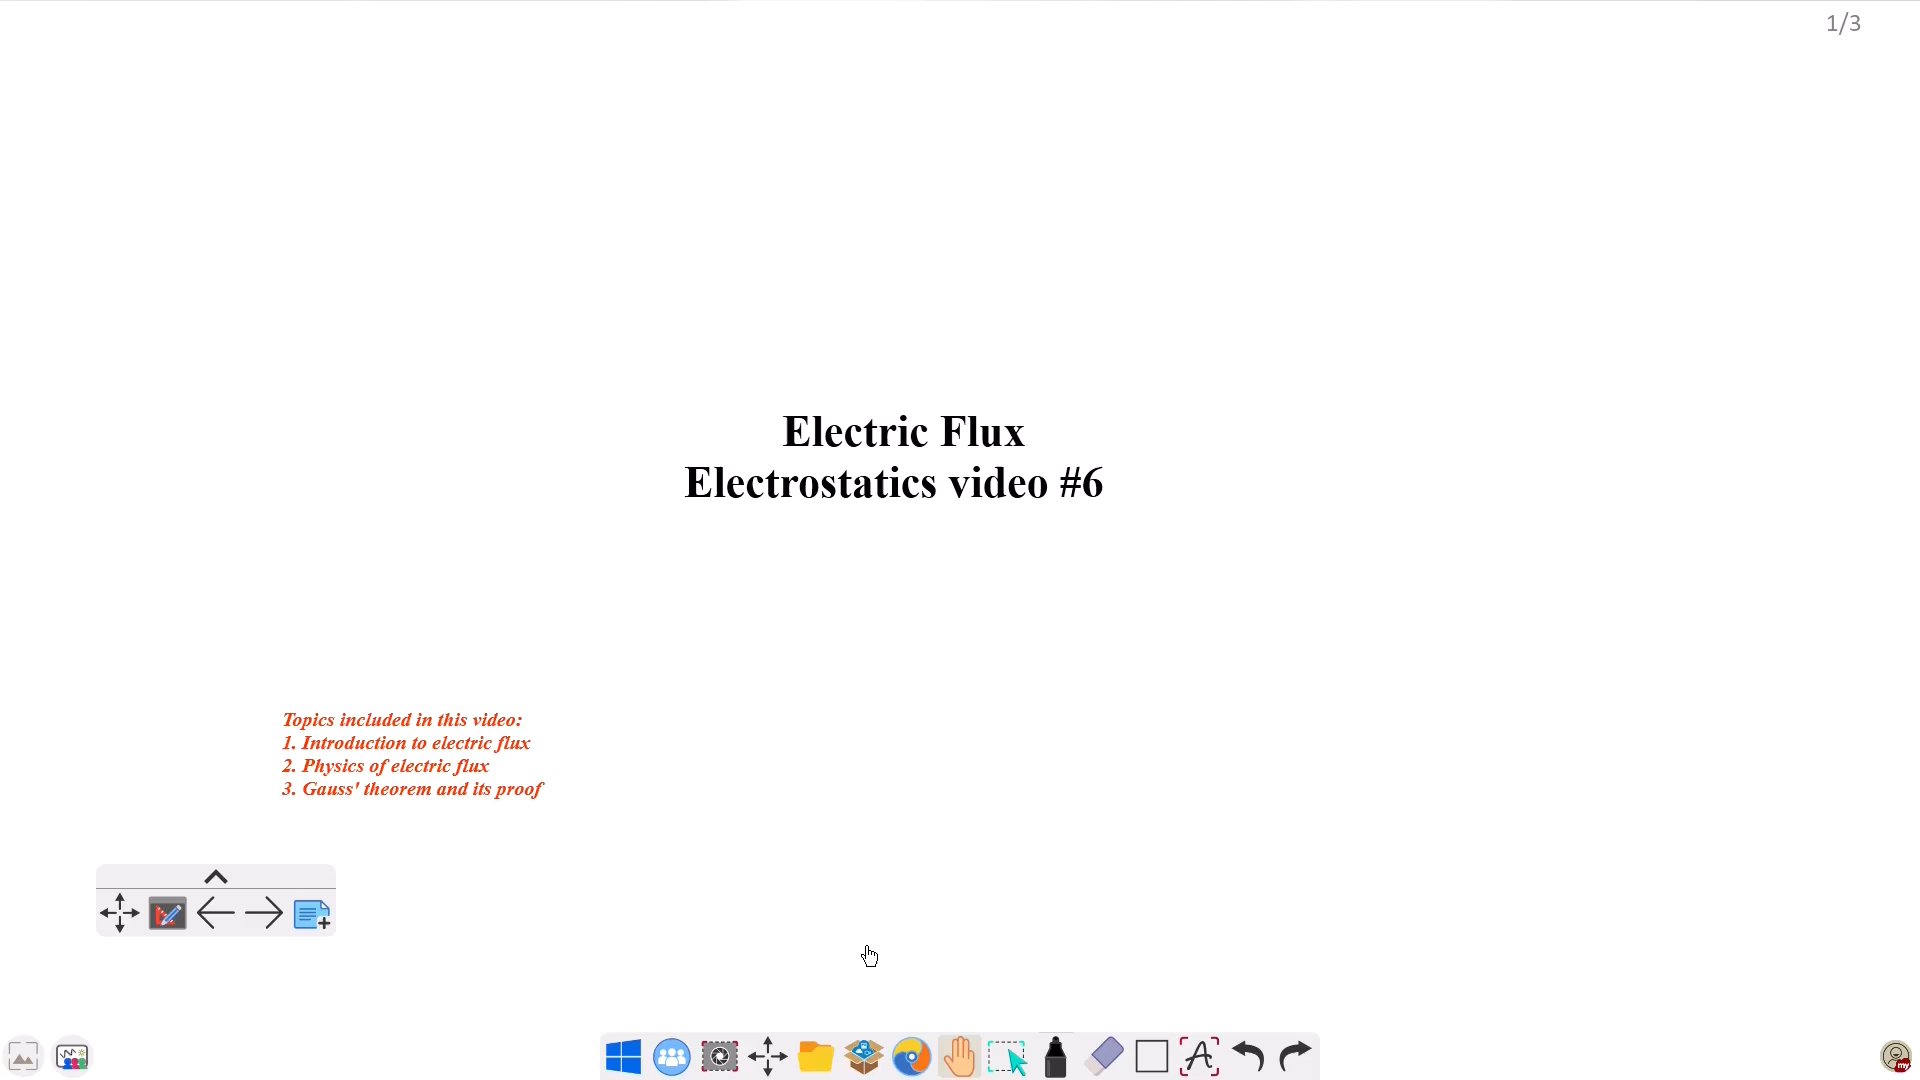 1/3
Electric Flux
Electrostatics video #6
Topics included in this video:
1. Introduction to electric flux
2. Physics of electric flux
3. Gauss' theorem and its proof
my